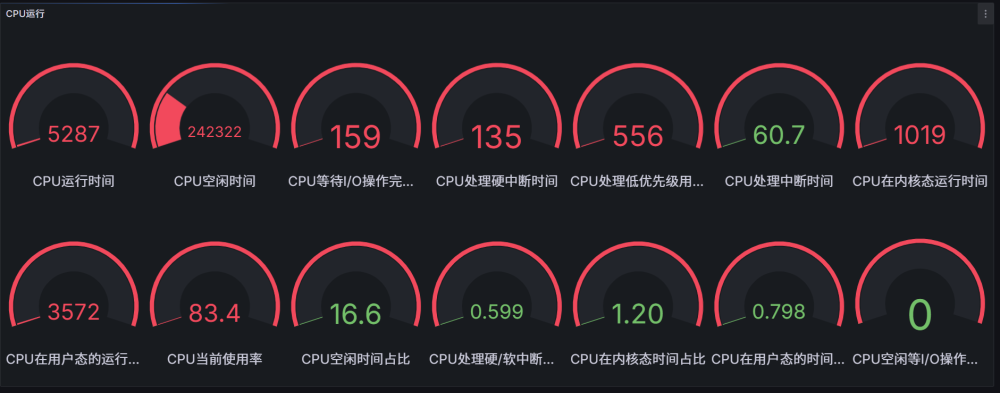 CPU运行
5287
242322
159
135
556
60.7
1019
CPU运行时间
CPU空闲时间
CPU等待I/O操作完...
CPU处理硬中断时间
CPU处理低优先级用...
CPU处理中断时间
CPU在内核态运行时间
3572
83.4
16.6
0.599
1.20
0.798
0
CPU在用户态的运行...
CPU当前使用率
CPU空闲时间占比
CPU处理硬/软中断...
CPU在内核态时间占比
CPU在用户态的时间...
CPU空闲等I/O操作...